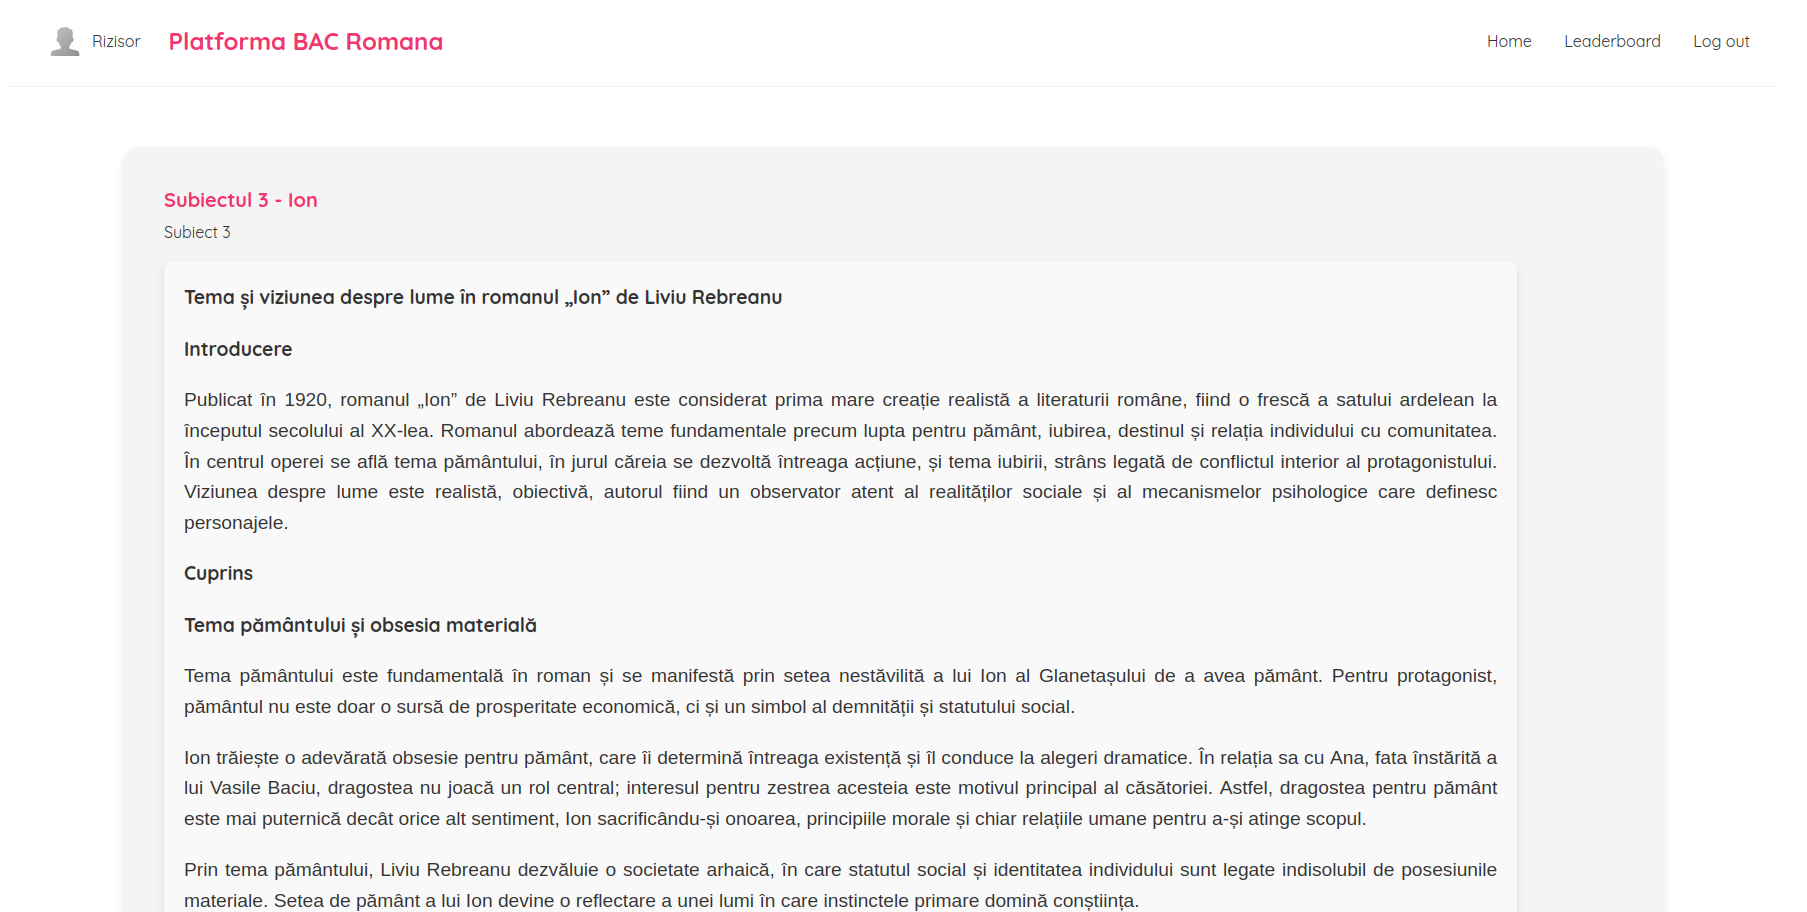 Rizisor
Platforma BAC Romana
Home
Leaderboard
Log out
Subiectul 3 - Ion
Subiect 3
Tema și viziunea despre lume în romanul „Ion” de Liviu Rebreanu
Introducere
Publicat în 1920, romanul „Ion” de Liviu Rebreanu este considerat prima mare creație realistă a literaturii române, fiind o frescă a satului ardelean la
începutul secolului al XX-lea. Romanul abordează teme fundamentale precum lupta pentru pământ, iubirea, destinul și relația individului cu comunitatea.
În centrul operei se află tema pământului, în jurul căreia se dezvoltă întreaga acțiune, și tema iubirii, strâns legată de conflictul interior al protagonistului.
Viziunea despre lume este realistă, obiectivă, autorul fiind un observator atent al realităților sociale și al mecanismelor psihologice care definesc
personajele.
Cuprins
Tema pământului și obsesia materială
Tema pământului este fundamentală în roman și se manifestă prin setea nestăvilită a lui Ion al Glanetașului de a avea pământ. Pentru protagonist,
pământul nu este doar o sursă de prosperitate economică, ci și un simbol al demnității și statutului social.
Ion trăiește o adevărată obsesie pentru pământ, care îi determină întreaga existență și îl conduce la alegeri dramatice. În relația sa cu Ana, fata înstărită a
lui Vasile Baciu, dragostea nu joacă un rol central; interesul pentru zestrea acesteia este motivul principal al căsătoriei. Astfel, dragostea pentru pământ
este mai puternică decât orice alt sentiment, Ion sacrificându-și onoarea, principiile morale și chiar relațiile umane pentru a-și atinge scopul.
Prin tema pământului, Liviu Rebreanu dezvăluie o societate arhaică, în care statutul social și identitatea individului sunt legate indisolubil de posesiunile
materiale. Setea de pământ a lui Ion devine o reflectare a unei lumi în care instinctele primare domină conștiința.